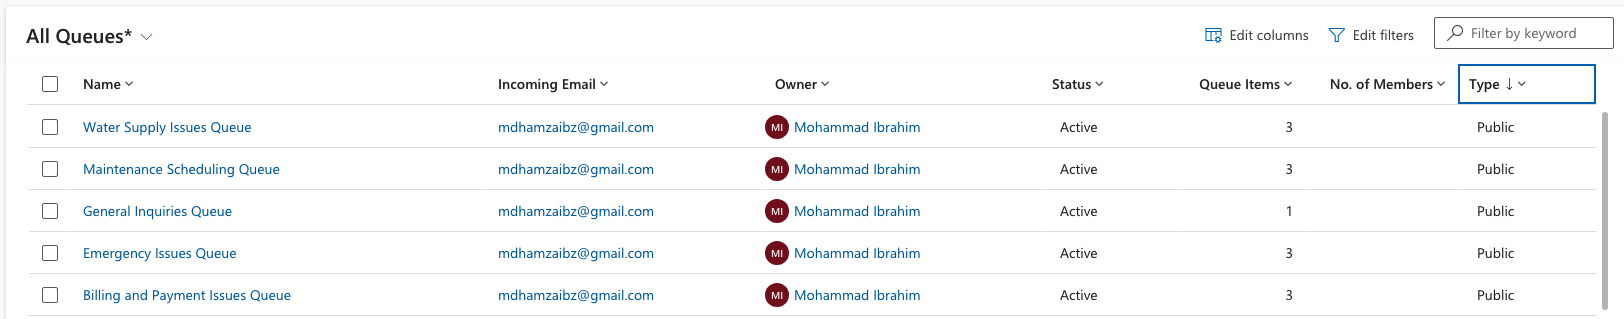 All Queues*
Edit columns Edit filters Filter by keyword
Name Incoming Email Owner Status Queue Items No. of Members Type ↓
Water Supply Issues Queue mdhamzaibz@gmail.com MI Mohammad Ibrahim Active 3 Public
Maintenance Scheduling Queue mdhamzaibz@gmail.com MI Mohammad Ibrahim Active 3 Public
General Inquiries Queue mdhamzaibz@gmail.com MI Mohammad Ibrahim Active 1 Public
Emergency Issues Queue mdhamzaibz@gmail.com MI Mohammad Ibrahim Active 3 Public
Billing and Payment Issues Queue mdhamzaibz@gmail.com MI Mohammad Ibrahim Active 3 Public